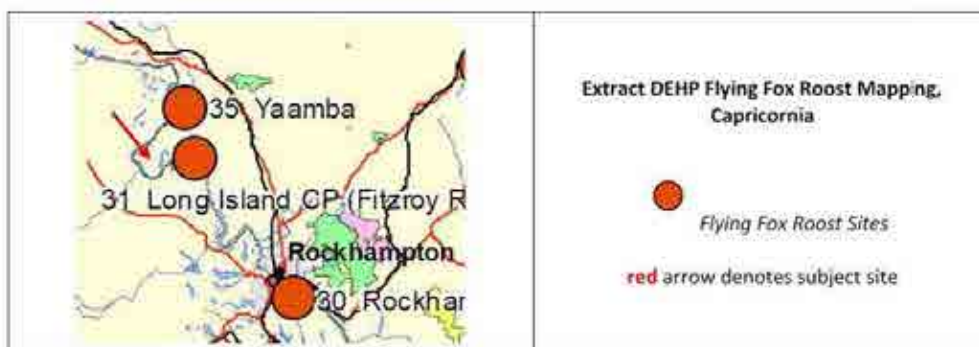 35 Yaamba
31 Long Island CP (Fitzroy R
Rockhampton
30 Rockhar
Extract DEHP Flying Fox Roost Mapping,
Capricornia
Flying Fox Roost Sites
red arrow denotes subject site